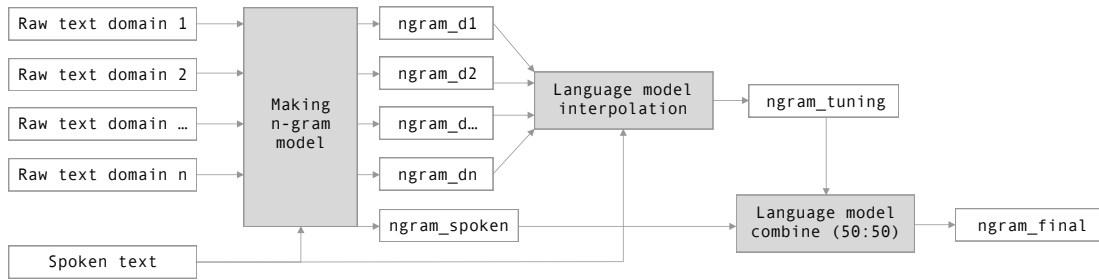 Raw text domain 1
Raw text domain 2
Raw text domain …
Raw text domain n
Spoken text
Making
n-gram
model
ngram_d1
ngram_d2
ngram_d…
ngram_dn
ngram_spoken
Language model
interpolation
ngram_tuning
Language model
combine (50:50)
ngram_final